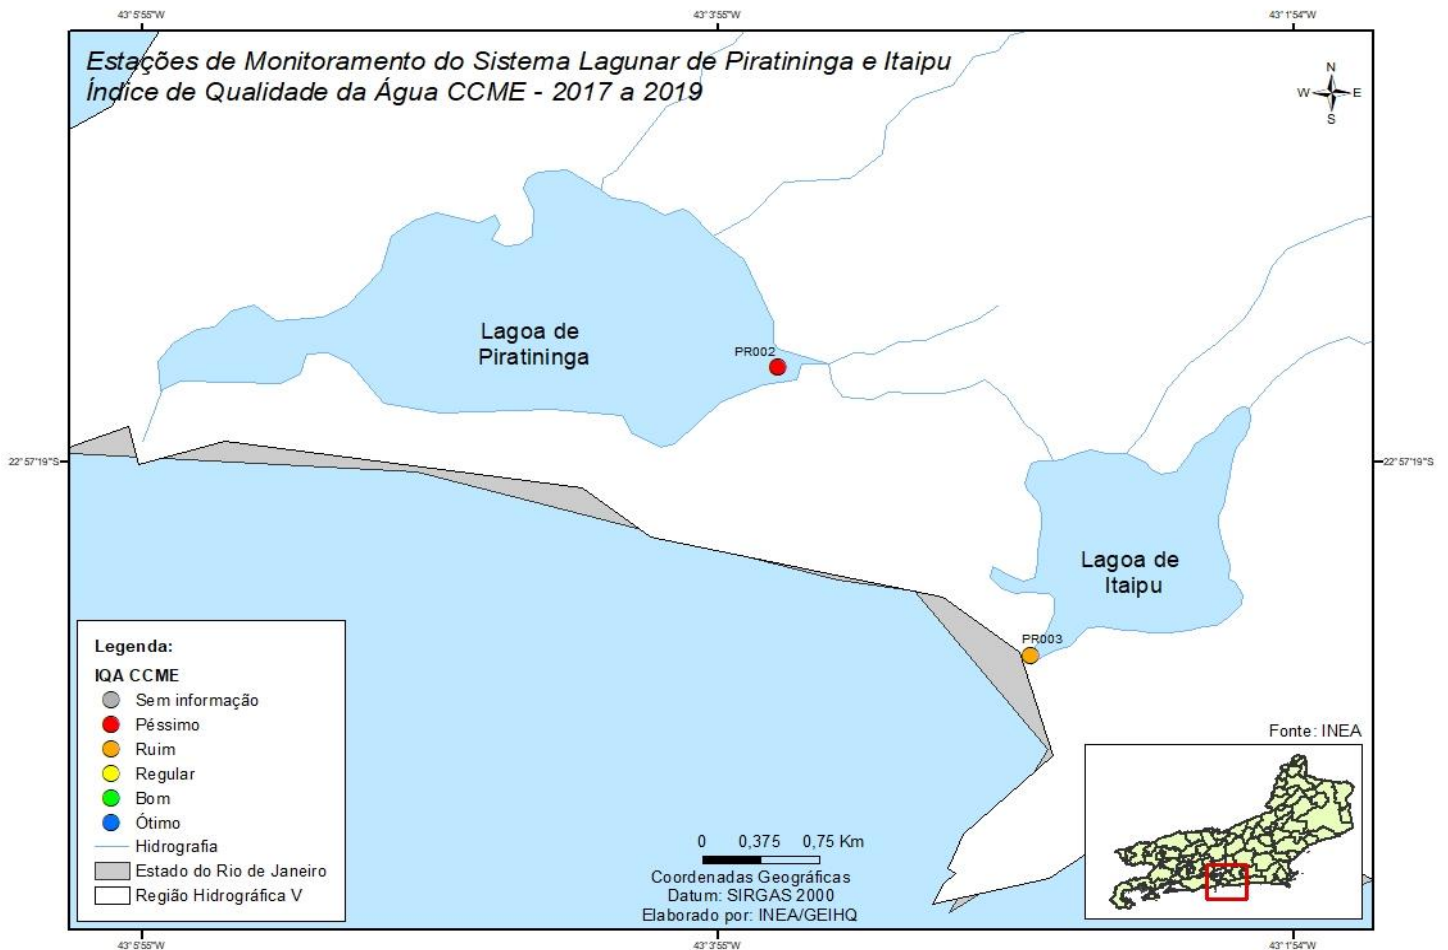 43°5'55"W
43°3'55"W
43°1'54"W
Estações de Monitoramento do Sistema Lagunar de Piratininga e Itaipu
Índice de Qualidade da Água CCME - 2017 a 2019
N
W E
S
Lagoa de
Piratininga
PR002
22°57'19"S
22°57'19"S
Lagoa de
Itaipu
PR003
Legenda:
IQA CCME
Sem informação
Péssimo
Ruim
Regular
Bom
Ótimo
Hidrografia
Estado do Rio de Janeiro
Região Hidrográfica V
Fonte: INEA
0 0,375 0,75 Km
Coordenadas Geográficas
Datum: SIRGAS 2000
Elaborado por: INEA/GEIHQ
43°5'55"W
43°3'55"W
43°1'54"W